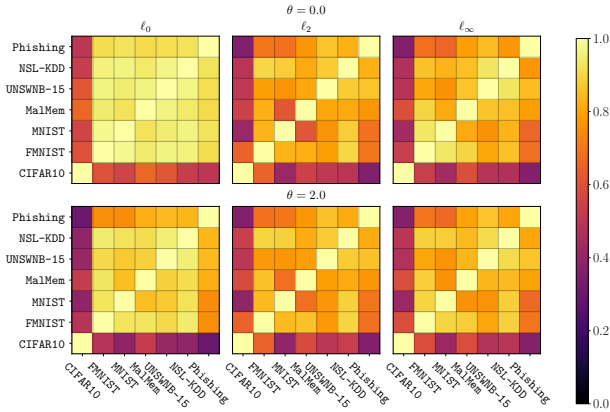 θ = 0.0
ℓ0 ℓ2 ℓ∞
Phishing
NSL-KDD
UNSWNB-15
MalMem
MNIST
FMNIST
CIFAR10
θ = 2.0
Phishing
NSL-KDD
UNSWNB-15
MalMem
MNIST
FMNIST
CIFAR10
CIFAR10 FMNIST MNIST MalMem UNSWNB-15 NSL-KDD Phishing
CIFAR10 FMNIST MNIST MalMem UNSWNB-15 NSL-KDD Phishing
CIFAR10 FMNIST MNIST MalMem UNSWNB-15 NSL-KDD Phishing
1.0
0.8
0.6
0.4
0.2
0.0